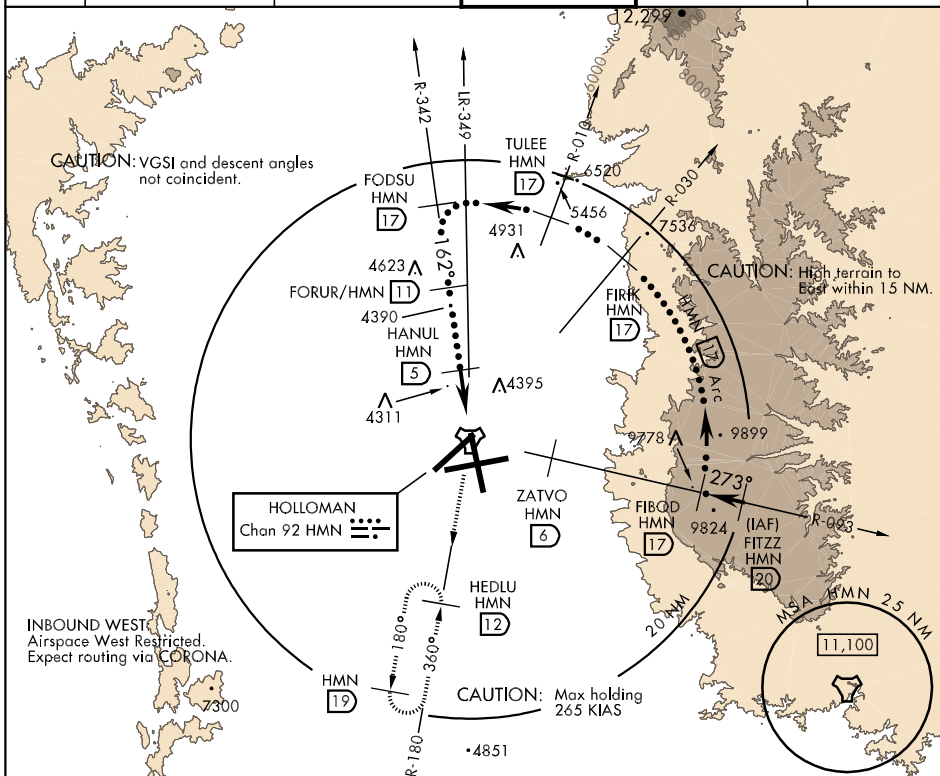 12,299
10,000
8000
6000
R-342
LR-349
R-010
R-030
CAUTION: VGSI and descent angles
not coincident.
TULEE
HMN
17
6520
5456
7536
FODSU
HMN
17
4931
162°
4623
FORUR/HMN 11
4390
CAUTION: High terrain to
East within 15 NM.
FIRIK
HMN
17
HMN 17 Arc
HANUL
HMN
5
4395
4311
9899
9778
273°
HOLLOMAN
Chan 92 HMN
ZATVO
HMN
6
FIBOD
HMN
17
9824
(IAF)
FITZZ
HMN
20
R-093
HEDLU
HMN
12
20 NM
MSA HMN 25 NM
11,100
INBOUND WEST
Airspace West Restricted.
Expect routing via CORONA.
180°
360°
HMN
19
CAUTION: Max holding
265 KIAS
7300
R-180
4851